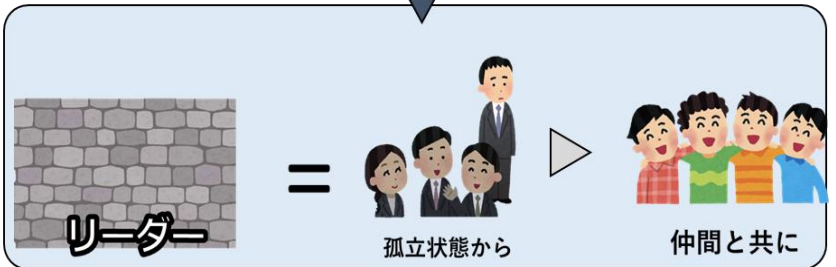 リーダー
=
孤立状態から
仲間と共に